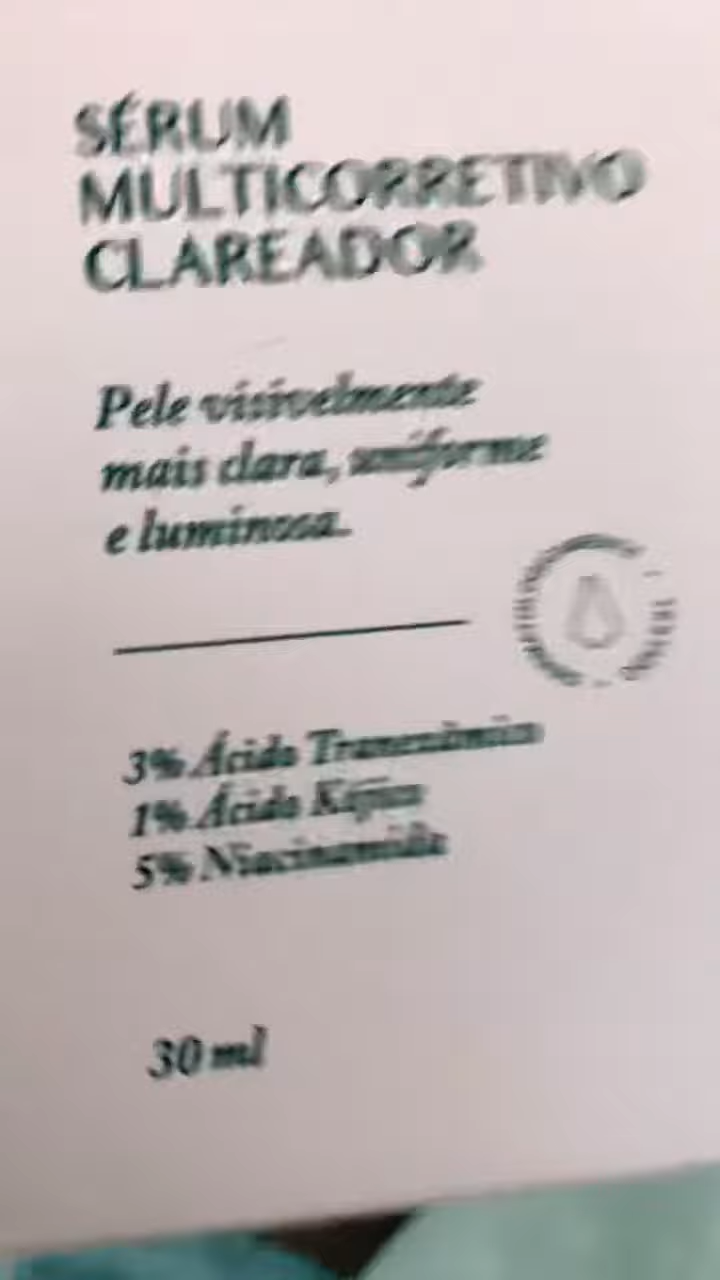 SÉRUM
MULTICORRETIVO
CLAREADOR
Pele visivelmente
mais clara, uniforme
e luminosa.
3% Ácido Tranexâmico
1% Ácido Kójico
5% Niacinamida
30 ml